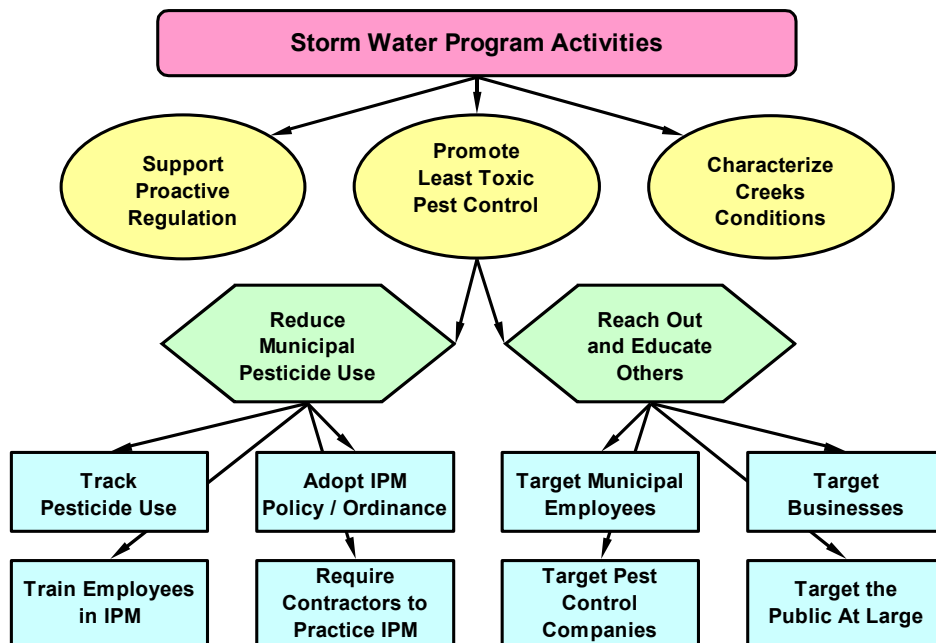 Storm Water Program Activities
Support
Proactive
Regulation
Promote
Least Toxic
Pest Control
Characterize
Creeks
Conditions
Reduce
Municipal
Pesticide Use
Reach Out
and Educate
Others
Track
Pesticide Use
Adopt IPM
Policy / Ordinance
Target Municipal
Employees
Target
Businesses
Train Employees
in IPM
Require
Contractors to
Practice IPM
Target Pest
Control
Companies
Target the
Public At Large